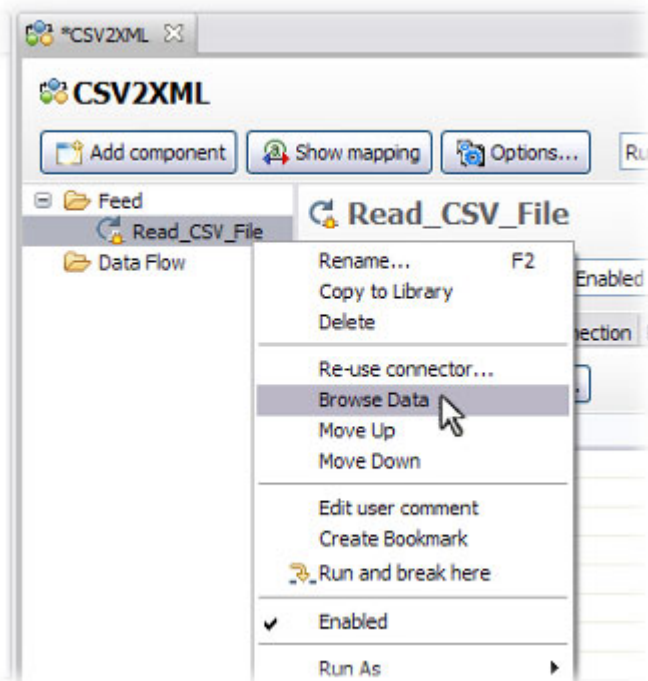 *CSV2XML
CSV2XML
Add component Show mapping Options... Ru
Feed
Read_CSV_File
Data Flow
Read_CSV_File
Enabled
nection
Rename... F2
Copy to Library
Delete
Re-use connector...
Browse Data
Move Up
Move Down
Edit user comment
Create Bookmark
Run and break here
Enabled
Run As